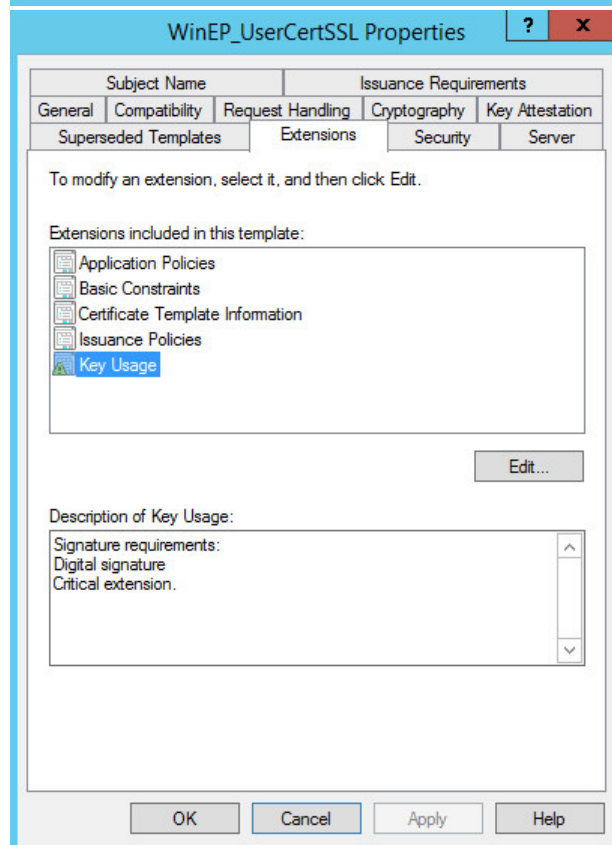 WinEP_UserCertSSL Properties
?
x
Subject Name
Issuance Requirements
General
Compatibility
Request Handling
Cryptography
Key Attestation
Superseded Templates
Extensions
Security
Server
To modify an extension, select it, and then click Edit.
Extensions included in this template:
Application Policies
Basic Constraints
Certificate Template Information
Issuance Policies
Key Usage
Edit...
Description of Key Usage:
Signature requirements:
Digital signature
Critical extension.
OK
Cancel
Apply
Help